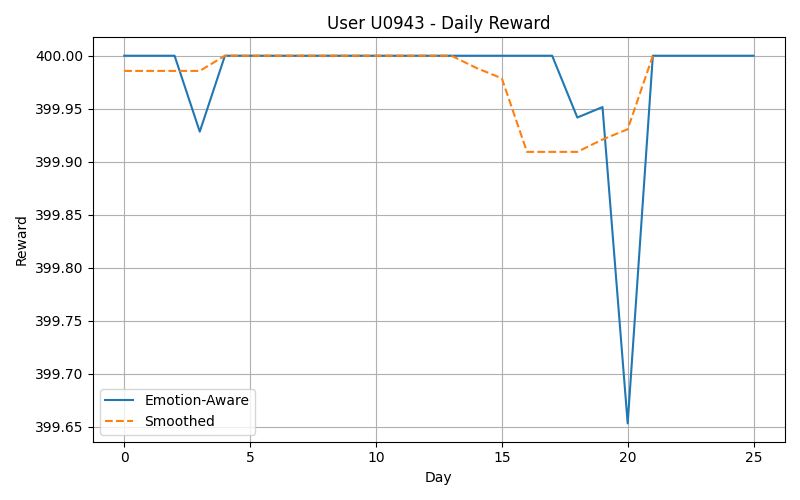 User U0943 - Daily Reward
400.00
399.95
399.90
399.85
399.80
399.75
399.70
399.65
Reward
Emotion-Aware
Smoothed
0 5 10 15 20 25
Day